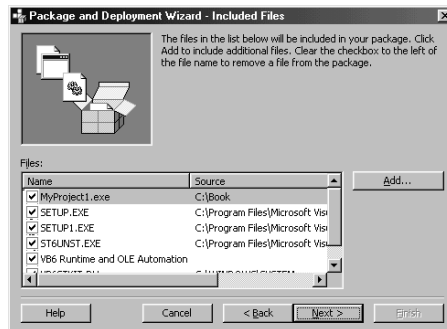 Package and Deployment Wizard - Included Files
The files in the list below will be included in your package. Click
Add to include additional files. Clear the checkbox to the left of
the file name to remove a file from the package.
Files:
Name Source
MyProject1.exe C:\Book
SETUP.EXE C:\Program Files\Microsoft Vis
SETUP1.EXE C:\Program Files\Microsoft Vis
ST6UNST.EXE C:\Program Files\Microsoft Vis
VB6 Runtime and OLE Automation
Add...
Help Cancel < Back Next > Finish